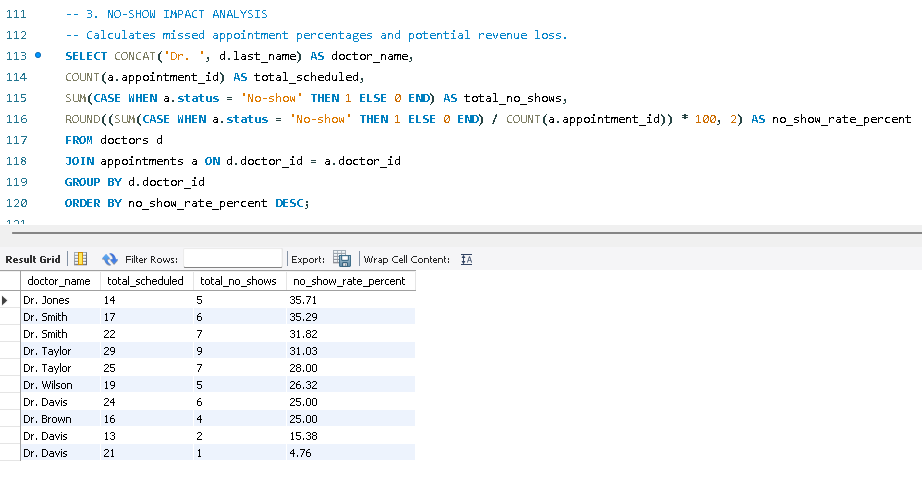 111 -- 3. NO-SHOW IMPACT ANALYSIS
112 -- Calculates missed appointment percentages and potential revenue loss.
113 SELECT CONCAT('Dr. ', d.last_name) AS doctor_name,
114 COUNT(a.appointment_id) AS total_scheduled,
115 SUM(CASE WHEN a.status = 'No-show' THEN 1 ELSE 0 END) AS total_no_shows,
116 ROUND((SUM(CASE WHEN a.status = 'No-show' THEN 1 ELSE 0 END) / COUNT(a.appointment_id)) * 100, 2) AS no_show_rate_percent
117 FROM doctors d
118 JOIN appointments a ON d.doctor_id = a.doctor_id
119 GROUP BY d.doctor_id
120 ORDER BY no_show_rate_percent DESC;
121
Result Grid Filter Rows: Export: Wrap Cell Content:
doctor_name total_scheduled total_no_shows no_show_rate_percent
Dr. Jones 14 5 35.71
Dr. Smith 17 6 35.29
Dr. Smith 22 7 31.82
Dr. Taylor 29 9 31.03
Dr. Taylor 25 7 28.00
Dr. Wilson 19 5 26.32
Dr. Davis 24 6 25.00
Dr. Brown 16 4 25.00
Dr. Davis 13 2 15.38
Dr. Davis 21 1 4.76